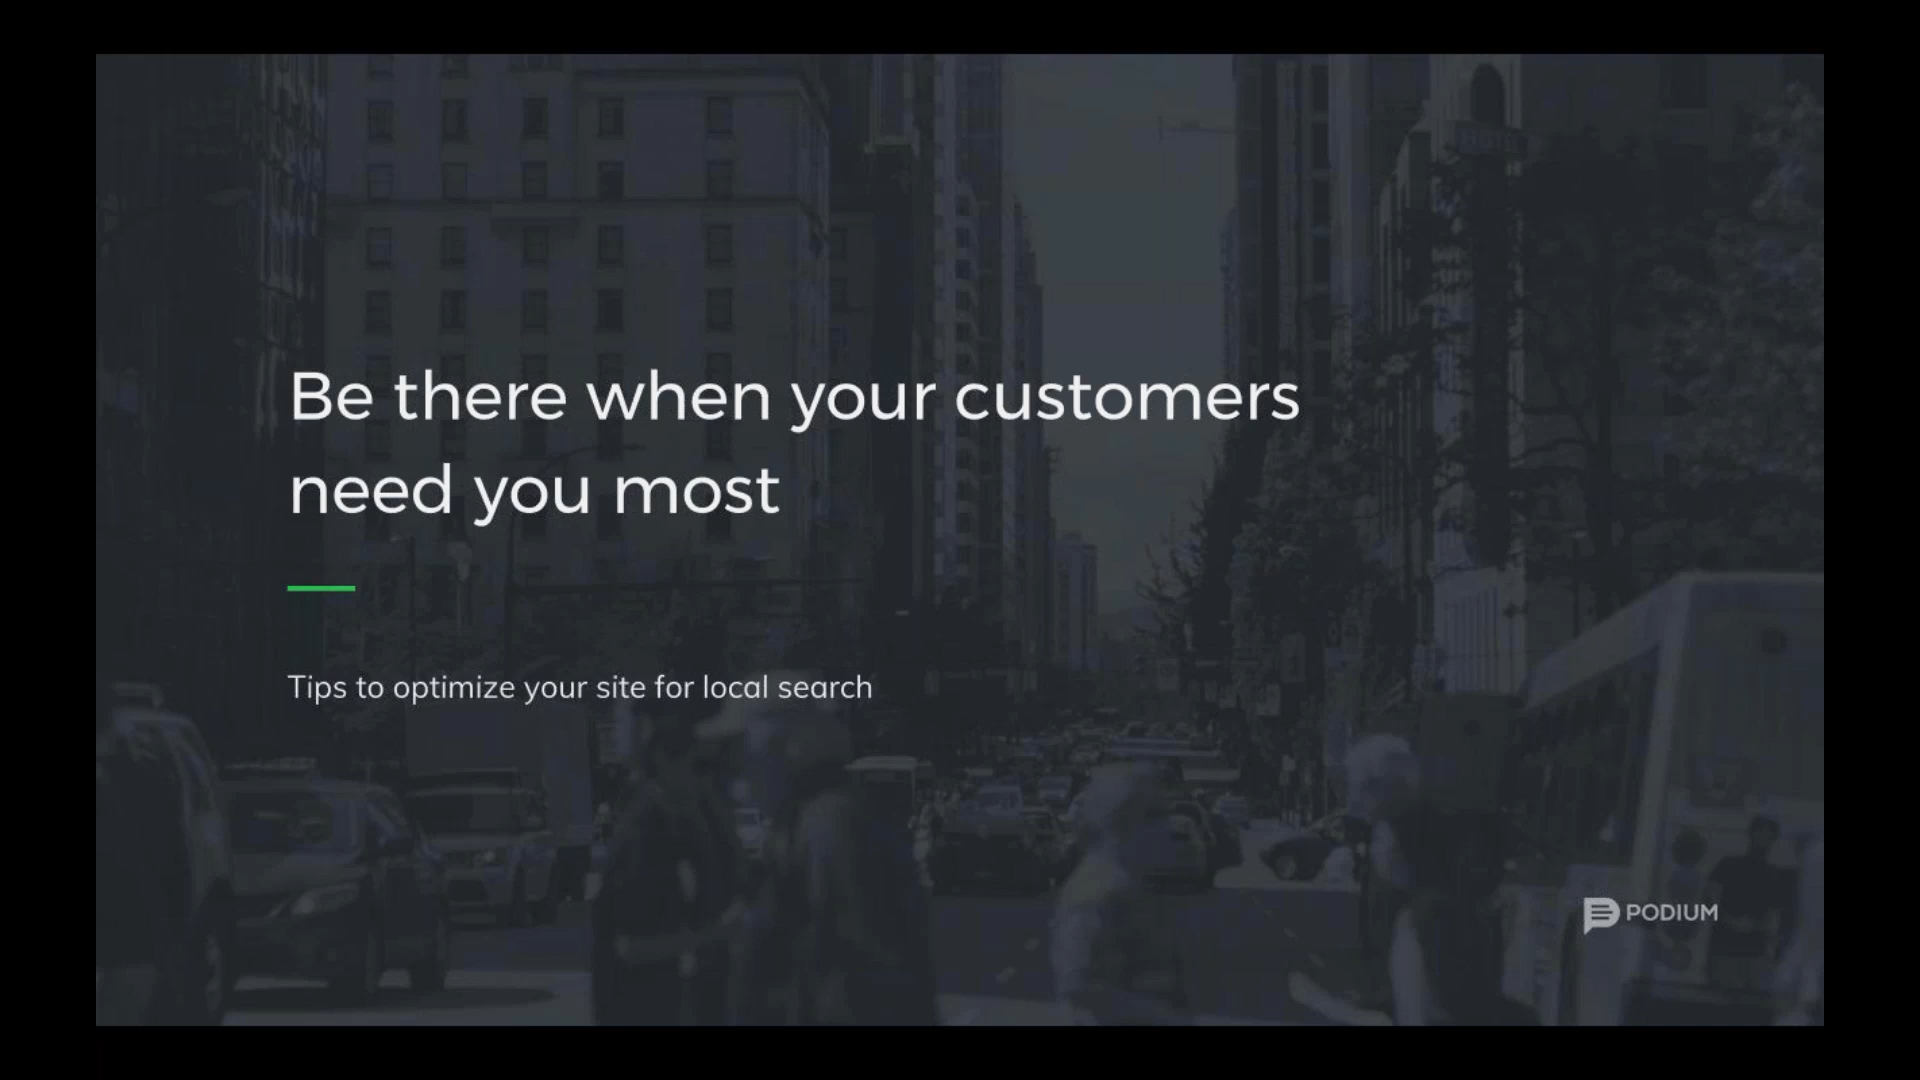 Be there when your customers
need you most
Tips to optimize your site for local search
PODIUM